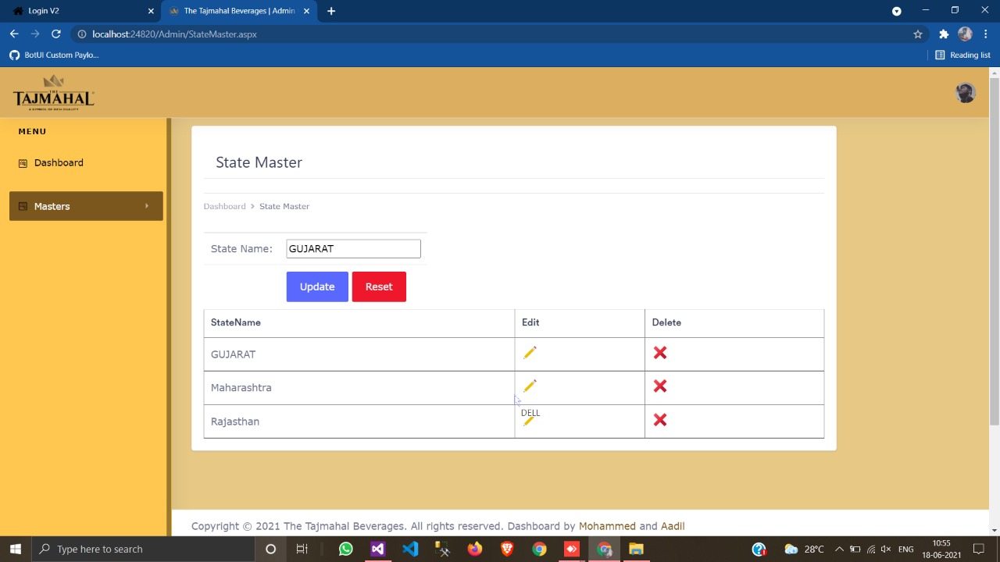 Login V2
The Tajmahal Beverages | Admin
localhost:24820/Admin/StateMaster.aspx
BotUI Custom Paylo...
Reading list
THE
TAJMAHAL
MENU
Dashboard
Masters
State Master
Dashboard > State Master
State Name: GUJARAT
Update Reset
StateName Edit Delete
GUJARAT
Maharashtra
DELL
Rajasthan
Copyright © 2021 The Tajmahal Beverages. All rights reserved. Dashboard by Mohammed and Aadil
Type here to search
28°C
ENG
10:55
18-06-2021